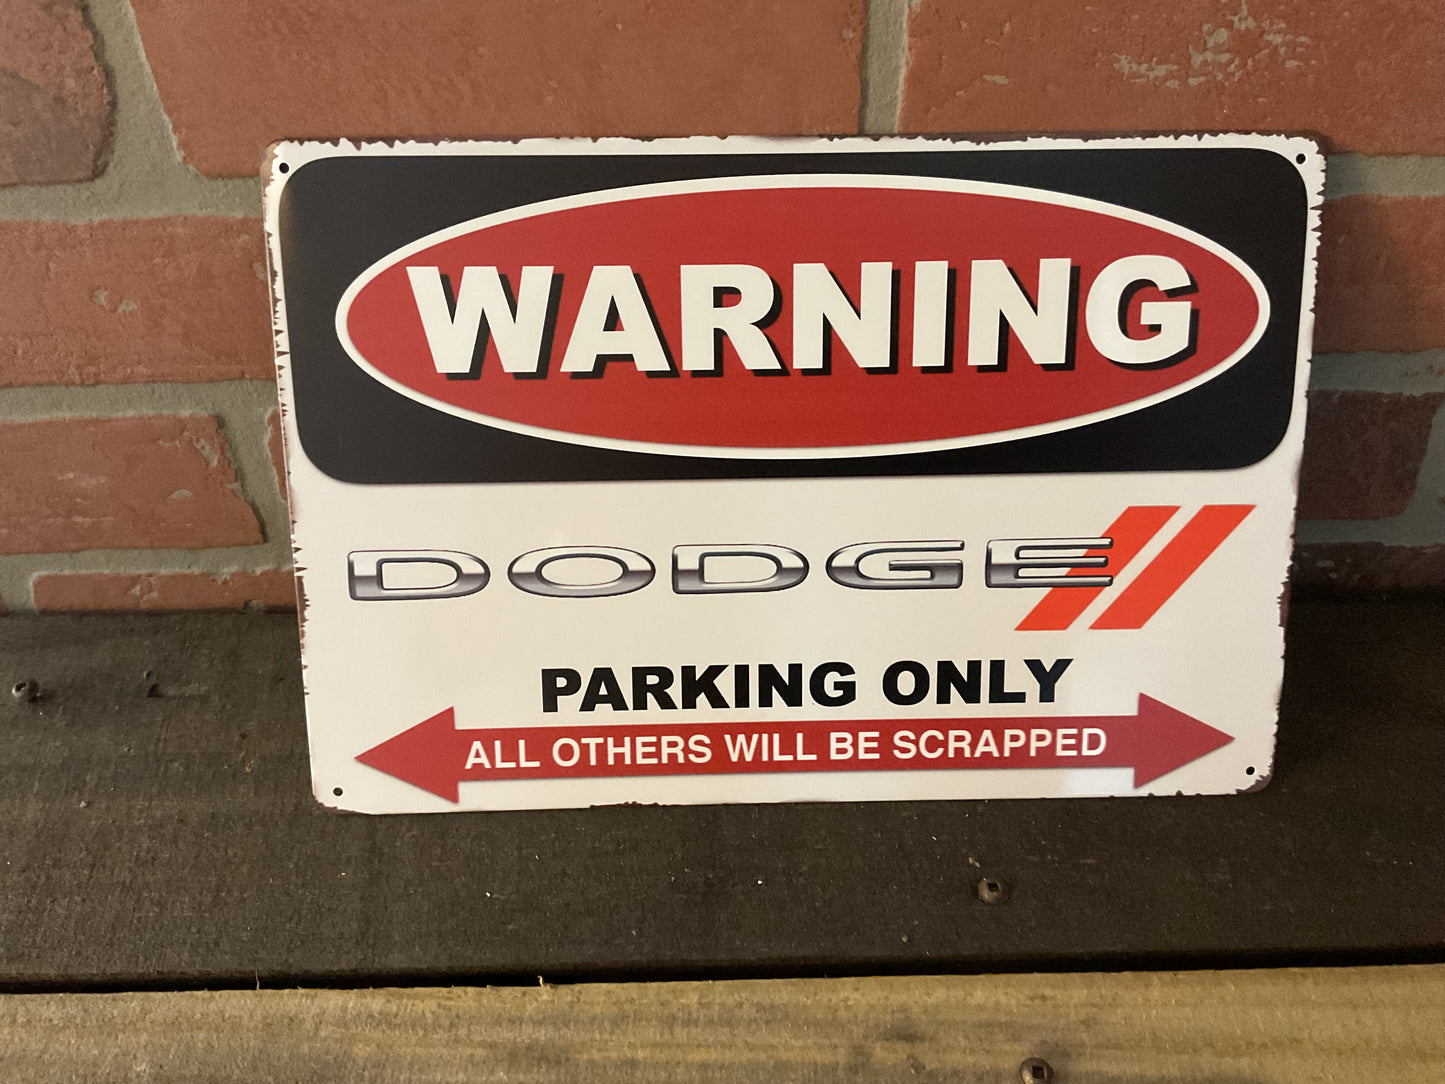 WARNING
DODGE
PARKING ONLY
ALL OTHERS WILL BE SCRAPPED